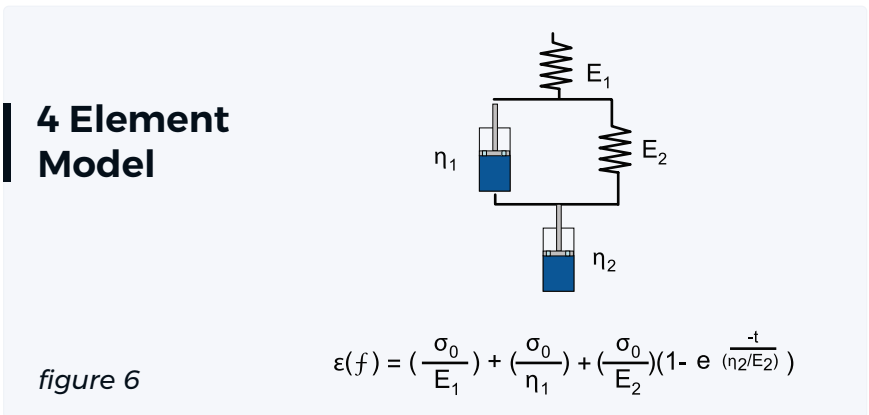 4 Element
Model
E₁
η₁
E₂
η₂
ε(f) = (σ₀/E₁) + (σ₀/η₁) + (σ₀/E₂)(1- e -t/(η2/E2) )
figure 6